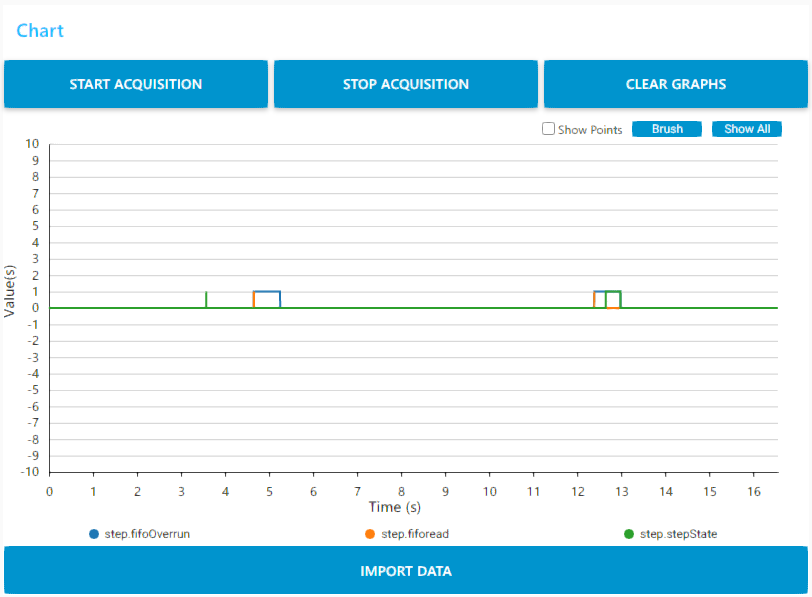 Chart
START ACQUISITION
STOP ACQUISITION
CLEAR GRAPHS
Show Points
Brush
Show All
10
9
8
7
6
5
4
3
2
1
0
-1
-2
-3
-4
-5
-6
-7
-8
-9
-10
Value(s)
0 1 2 3 4 5 6 7 8 9 10 11 12 13 14 15 16
Time (s)
step.fifoOverrun
step.fiforead
step.stepState
IMPORT DATA